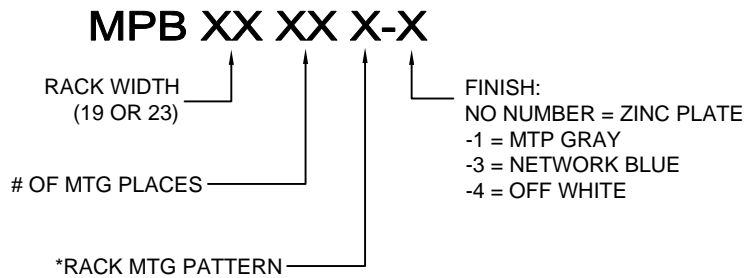 MPB XX XX X-X
RACK WIDTH
(19 OR 23)
# OF MTG PLACES
*RACK MTG PATTERN
FINISH:
NO NUMBER = ZINC PLATE
-1 = MTP GRAY
-3 = NETWORK BLUE
-4 = OFF WHITE